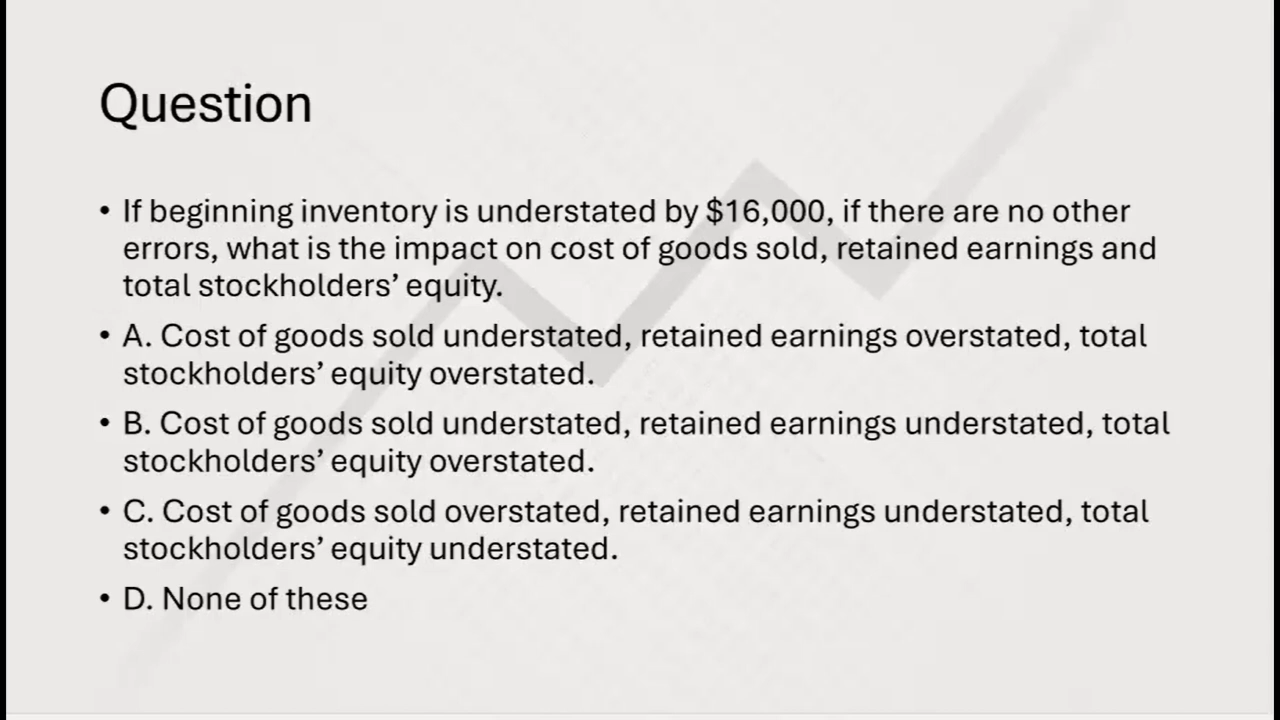 Question
• If beginning inventory is understated by $16,000, if there are no other
errors, what is the impact on cost of goods sold, retained earnings and
total stockholders’ equity.
• A. Cost of goods sold understated, retained earnings overstated, total
stockholders’ equity overstated.
• B. Cost of goods sold understated, retained earnings understated, total
stockholders’ equity overstated.
• C. Cost of goods sold overstated, retained earnings understated, total
stockholders’ equity understated.
• D. None of these